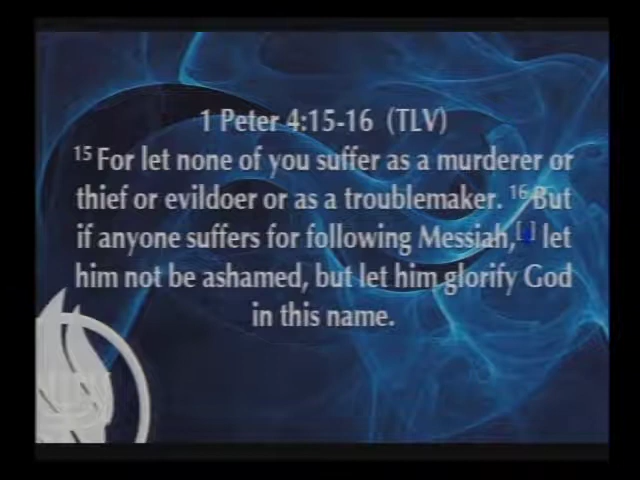 1 Peter 4:15-16 (TLV)
15 For let none of you suffer as a murderer or
thief or evildoer or as a troublemaker. 16 But
if anyone suffers for following Messiah,[ ] let
him not be ashamed, but let him glorify God
in this name.